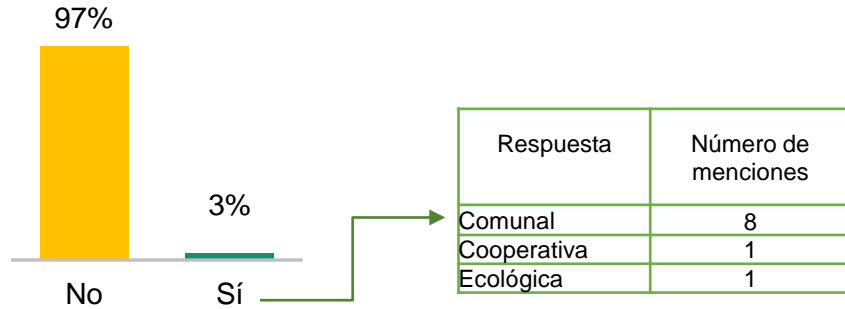 97%
3%
No
Sí
Respuesta
Número de
menciones
Comunal 8
Cooperativa 1
Ecológica 1